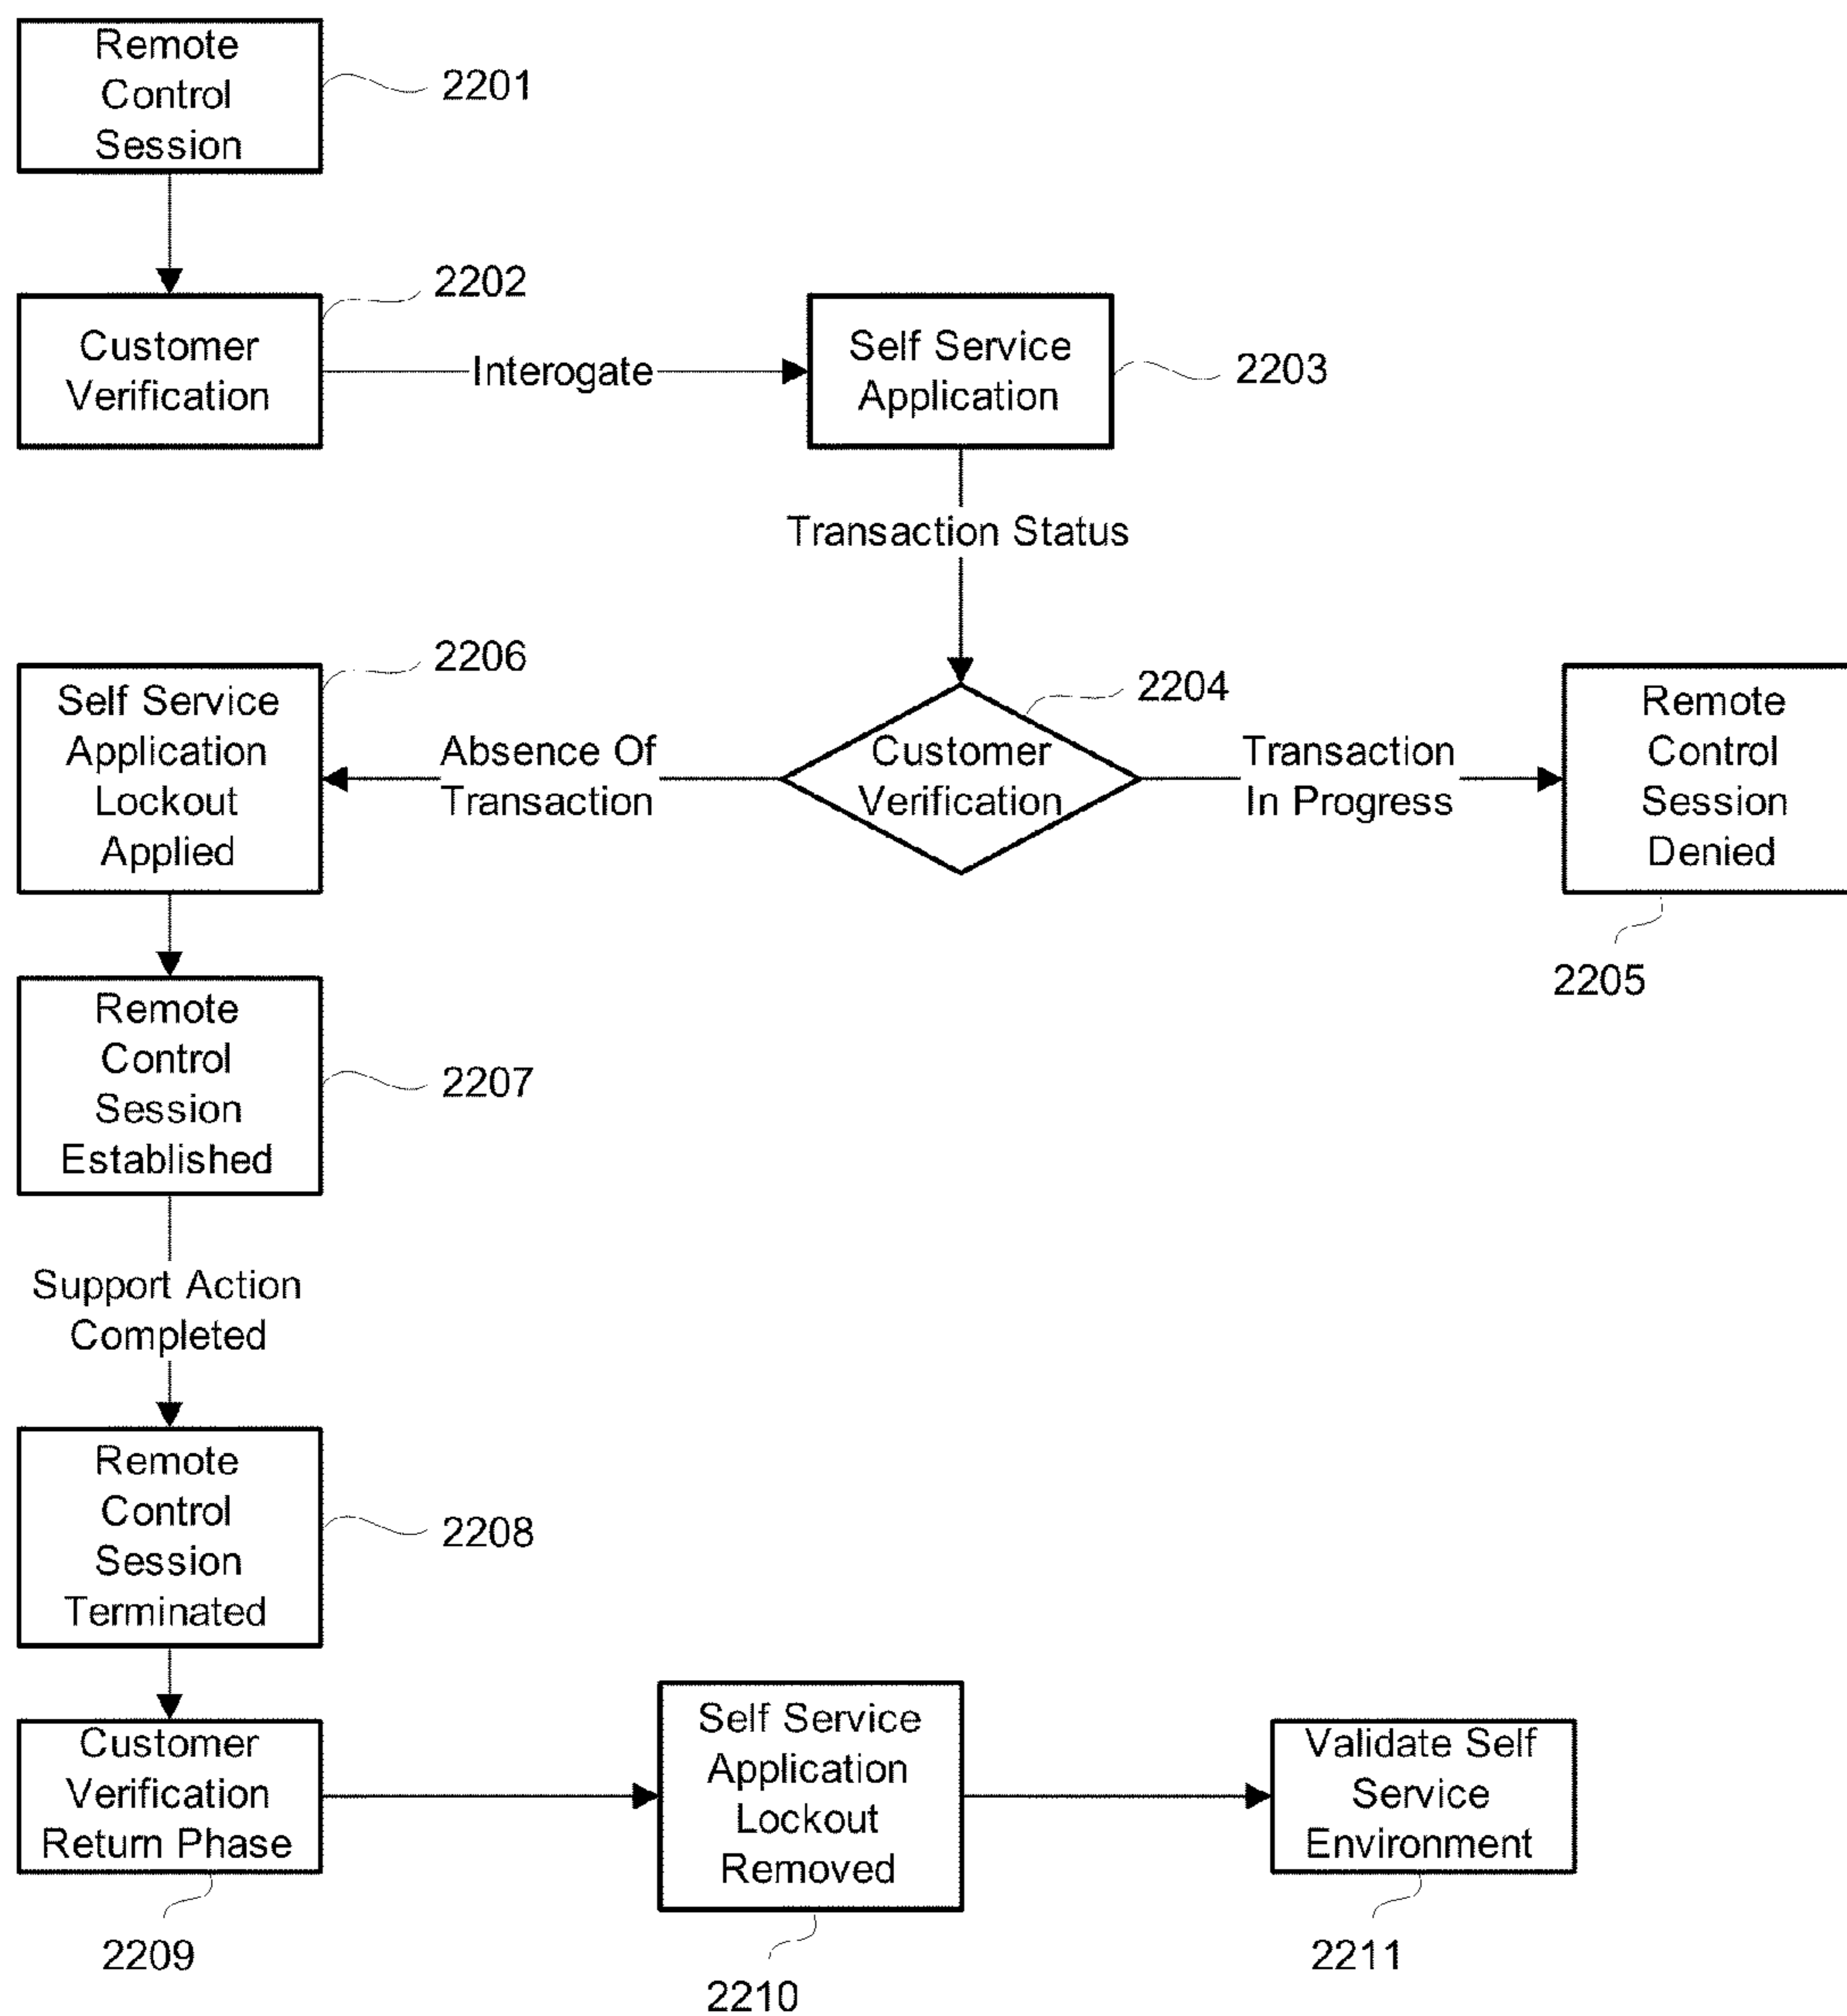 Remote
Control
Session
2201
2202
Customer
Verification
Interogate
Self Service
Application
2203
Transaction Status
2206
Self Service
Application
Lockout
Applied
Absence Of
Transaction
2204
Customer
Verification
Transaction
In Progress
Remote
Control
Session
Denied
2205
Remote
Control
Session
Established
2207
Support Action
Completed
Remote
Control
Session
Terminated
2208
Customer
Verification
Return Phase
2209
Self Service
Application
Lockout
Removed
2210
Validate Self
Service
Environment
2211